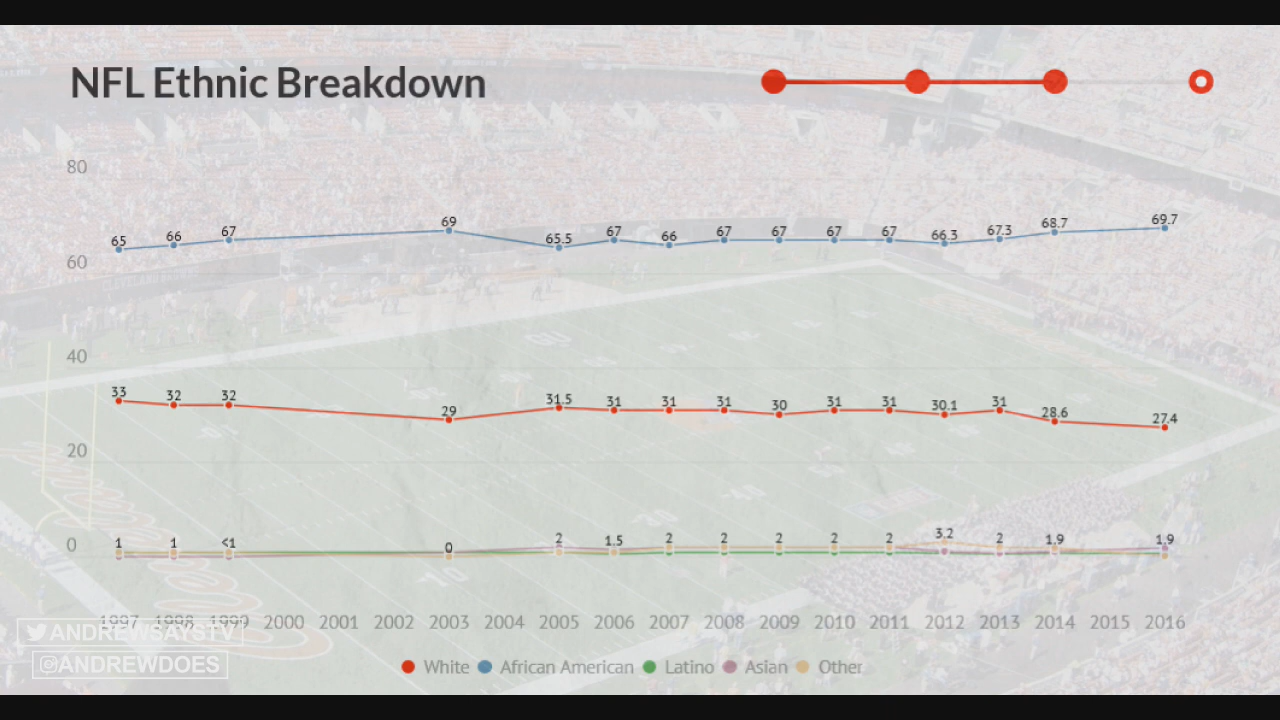 NFL Ethnic Breakdown
80
65 66 67 69 65.5 67 66 67 67 67 67 66.3 67.3 68.7 69.7
60
40
33 32 32 29 31.5 31 31 31 30 31 31 30.1 31 28.6 27.4
20
1 1 <1 0 2 1.5 2 2 2 2 2 3.2 2 1.9 1.9
0
1997 1998 1999 2000 2001 2002 2003 2004 2005 2006 2007 2008 2009 2010 2011 2012 2013 2014 2015 2016
ANDREWSAYSTV
@ANDREWDOES
White African American Latino Asian Other